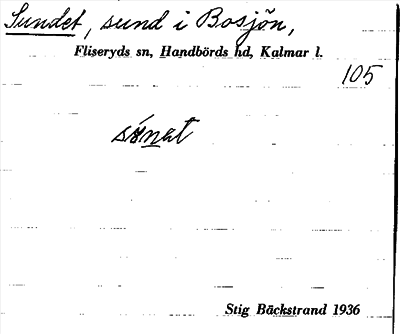 Sundet, sund i Bosjön,
Fliseryds sn, Handbörds hd, Kalmar l.
105
Stig Bäckstrand 1936